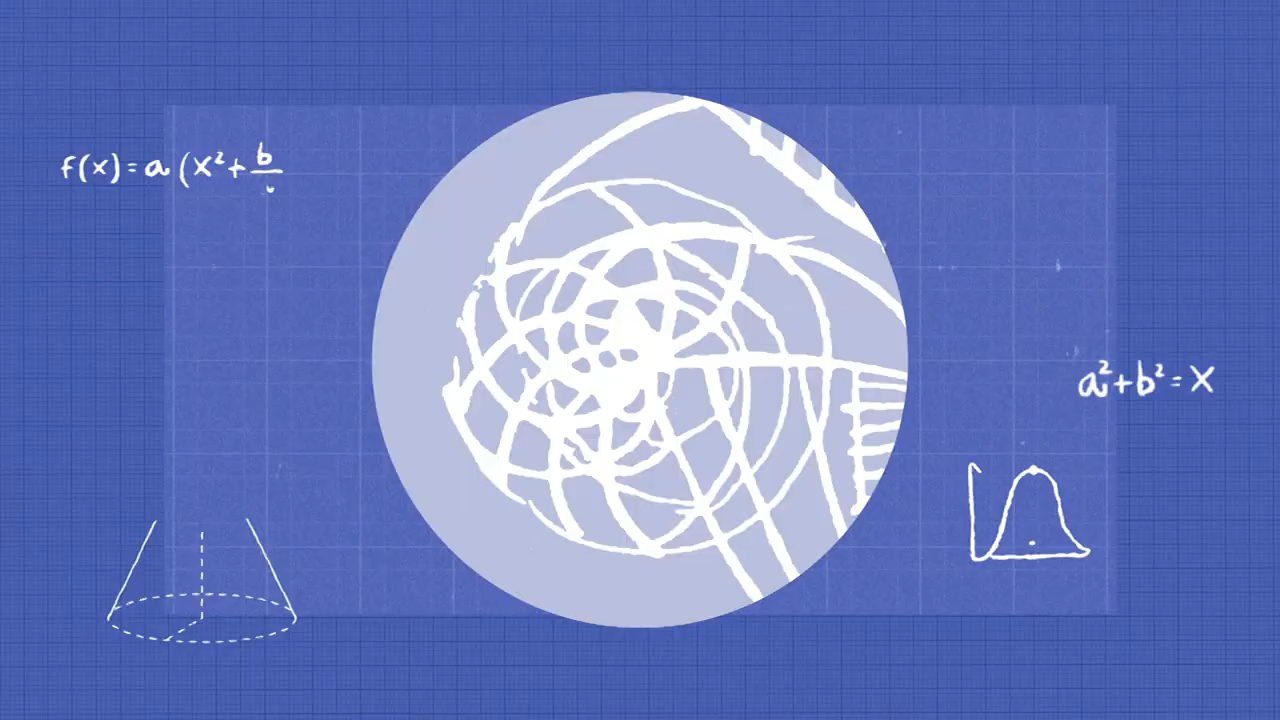 f(x) = a (x² + b
a² + b² = x